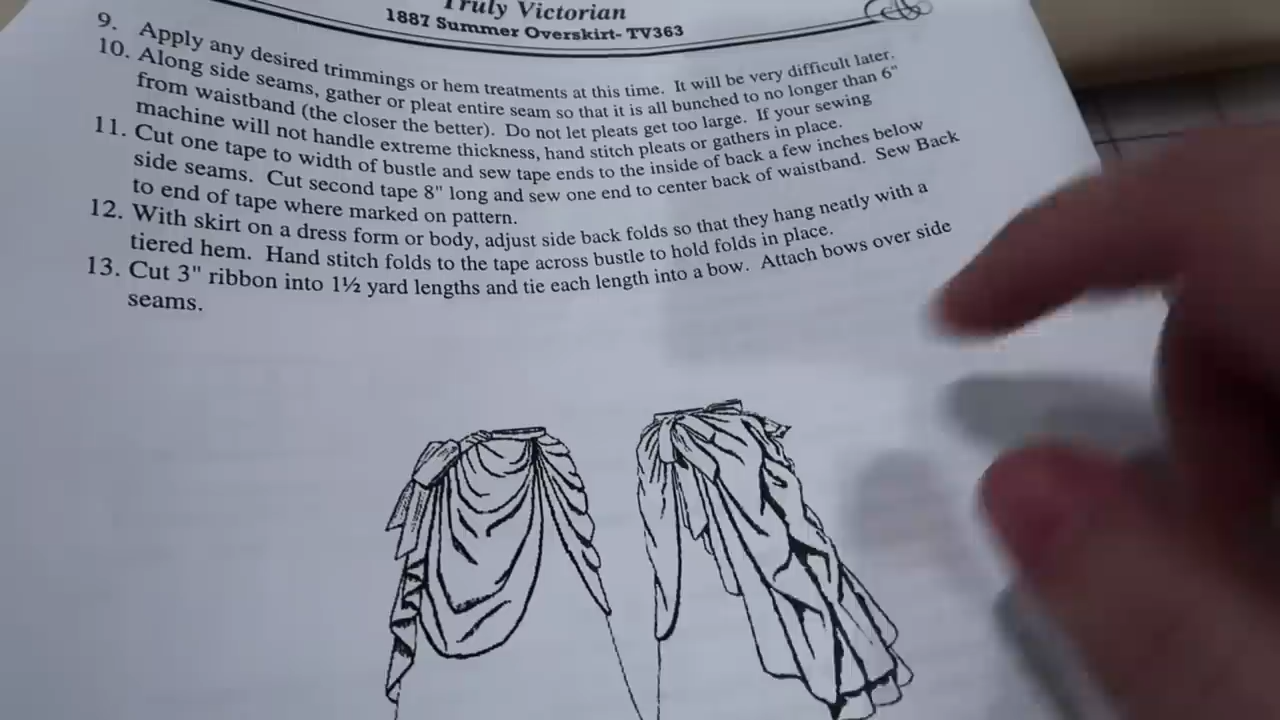 Truly Victorian
1887 Summer Overskirt- TV363
9. Apply any desired trimmings or hem treatments at this time. It will be very difficult later.
10. Along side seams, gather or pleat entire seam so that it is all bunched to no longer than 6"
from waistband (the closer the better). Do not let pleats get too large. If your sewing
machine will not handle extreme thickness, hand stitch pleats or gathers in place.
11. Cut one tape to width of bustle and sew tape ends to the inside of back a few inches below
side seams. Cut second tape 8" long and sew one end to center back of waistband. Sew Back
to end of tape where marked on pattern.
12. With skirt on a dress form or body, adjust side back folds so that they hang neatly with a
tiered hem. Hand stitch folds to the tape across bustle to hold folds in place.
13. Cut 3" ribbon into 1½ yard lengths and tie each length into a bow. Attach bows over side
seams.